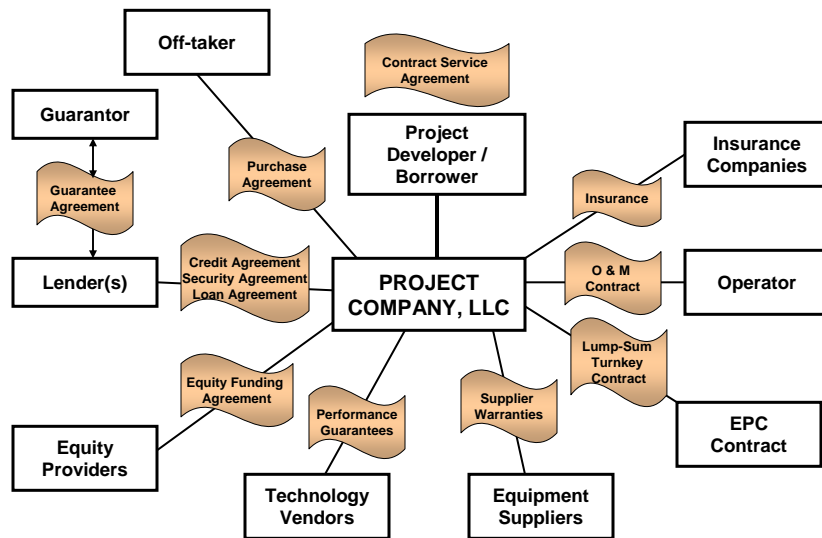 Off-taker
Contract Service
Agreement
Guarantor
Project
Developer /
Borrower
Insurance
Companies
Guarantee
Agreement
Purchase
Agreement
Insurance
Lender(s)
Credit Agreement
Security Agreement
Loan Agreement
PROJECT
COMPANY, LLC
O & M
Contract
Operator
Lump-Sum
Turnkey
Contract
Equity Funding
Agreement
Performance
Guarantees
Supplier
Warranties
EPC
Contract
Equity
Providers
Technology
Vendors
Equipment
Suppliers